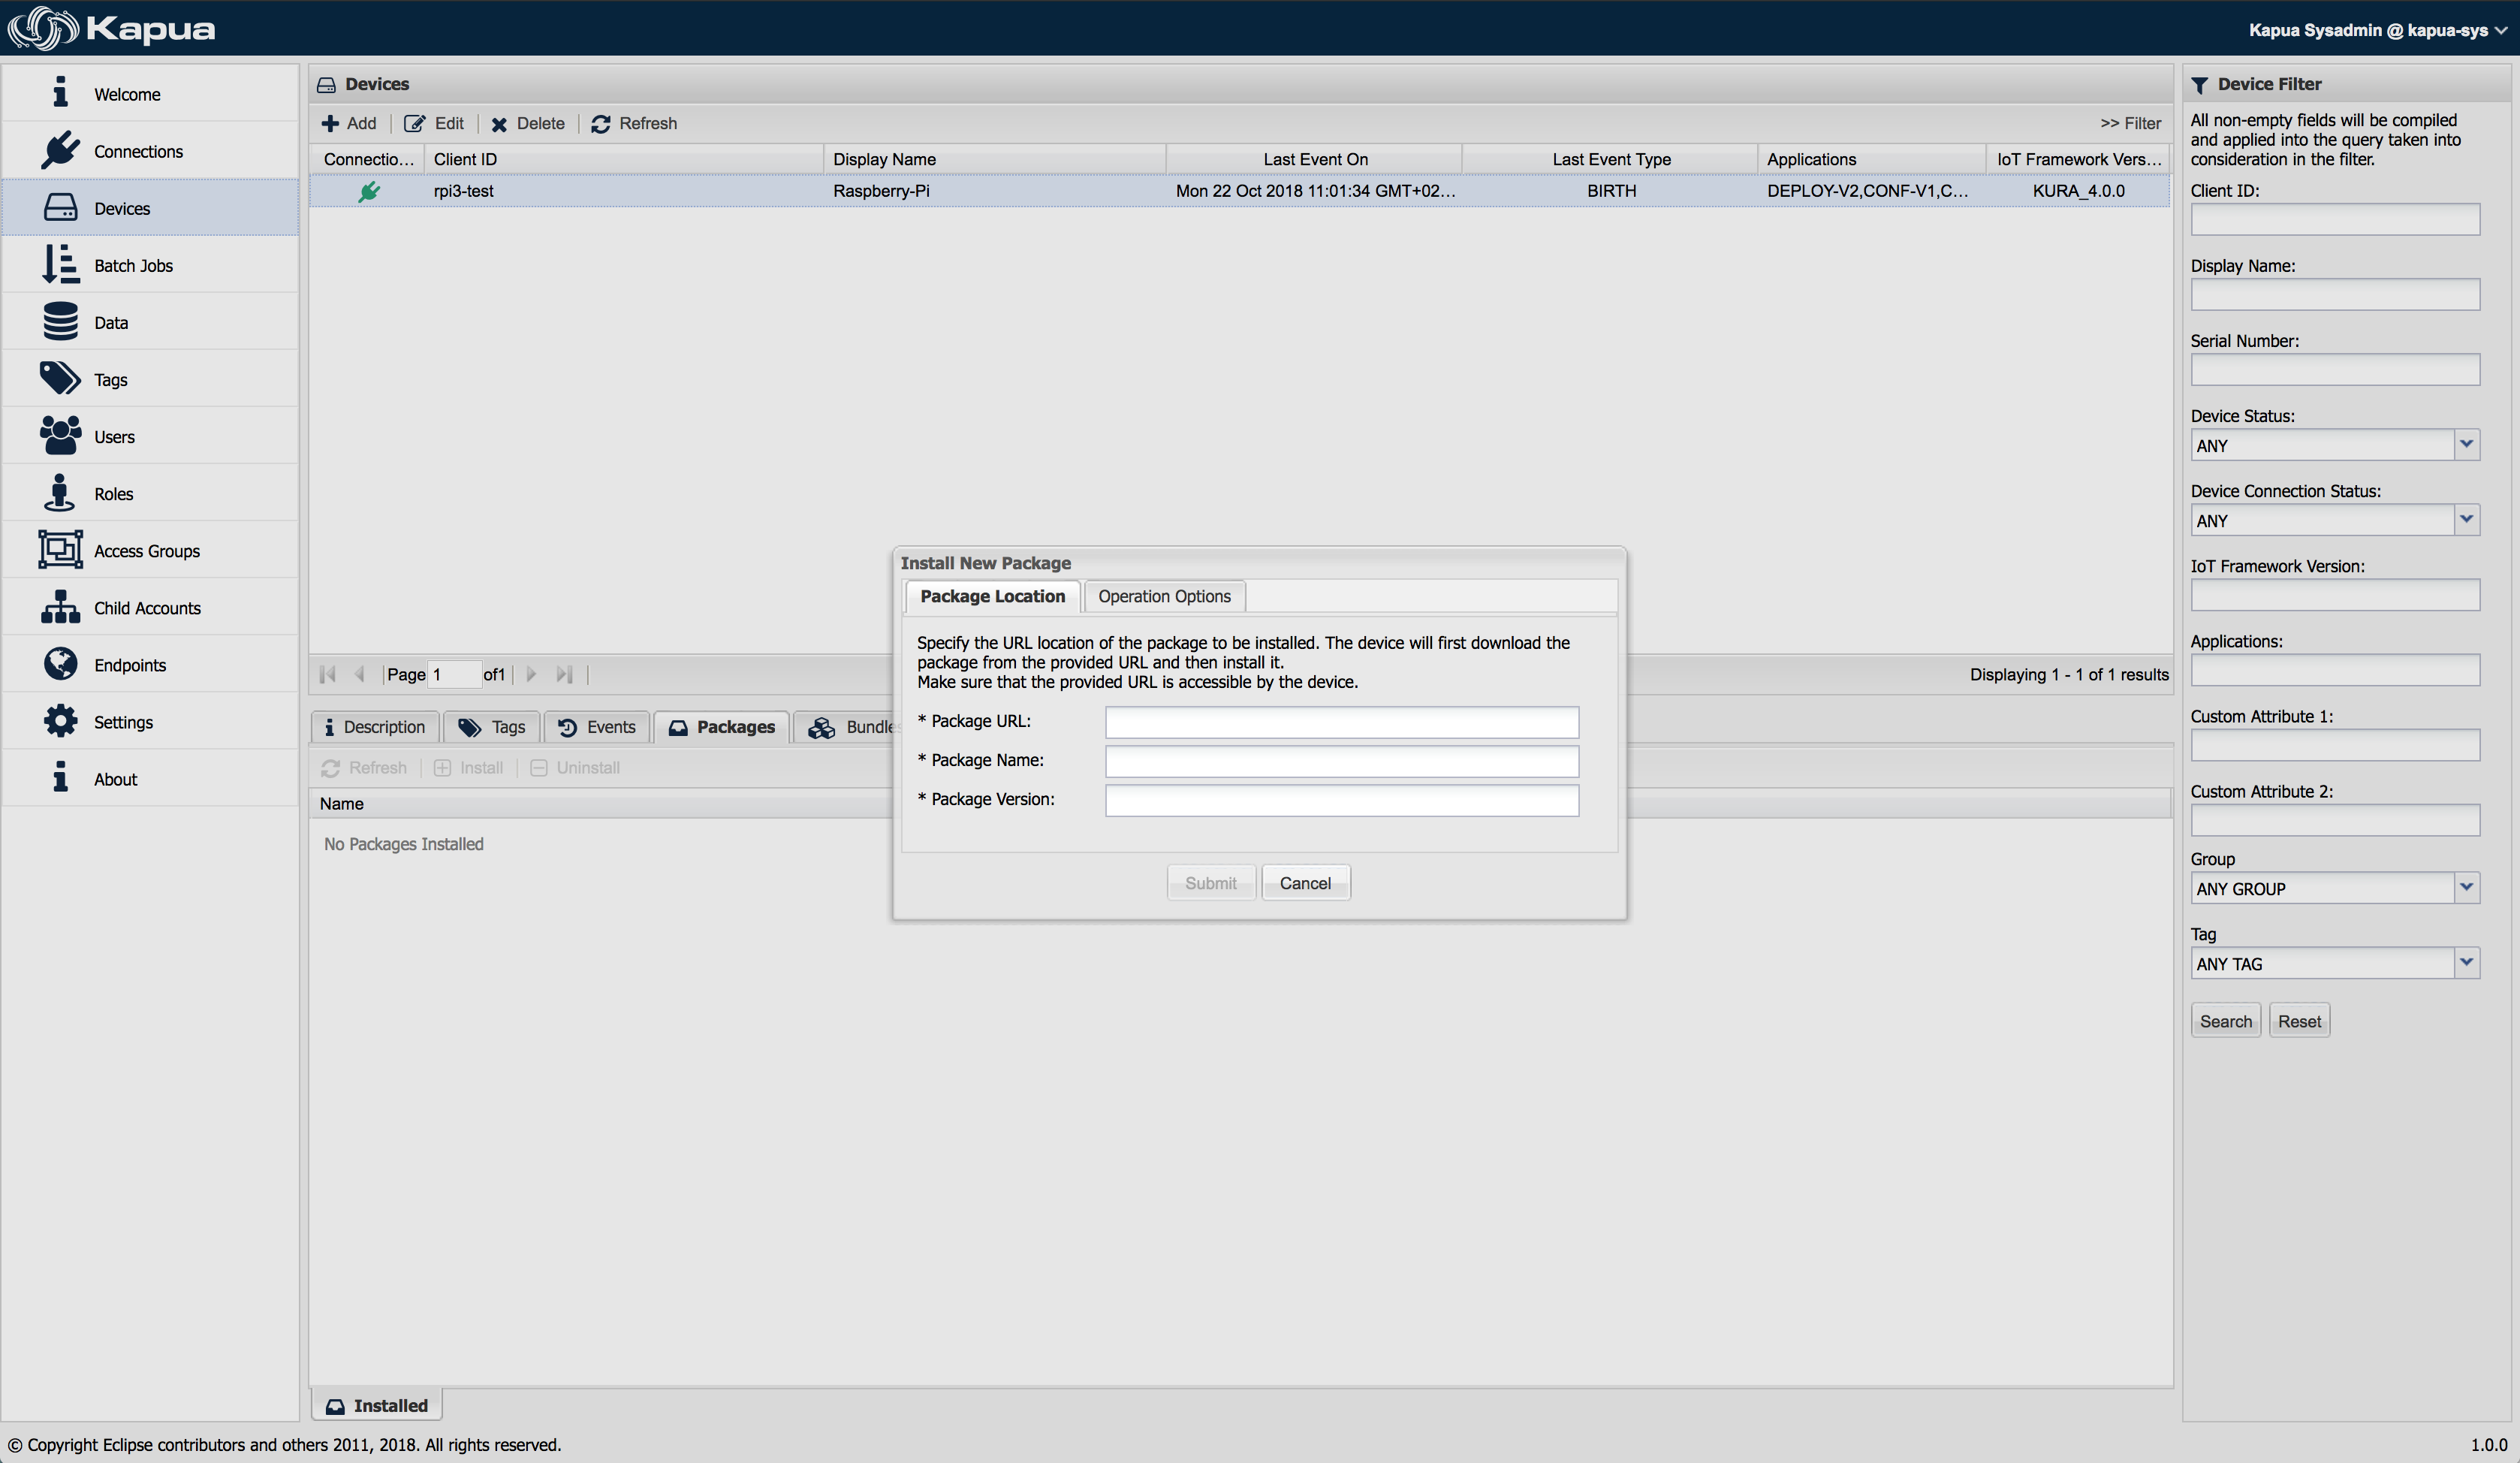 Kapua
Kapua Sysadmin @ kapua-sys
Welcome
Connections
Devices
Batch Jobs
Data
Tags
Users
Roles
Access Groups
Child Accounts
Endpoints
Settings
About
Devices
Add Edit Delete Refresh >> Filter
Connectio... Client ID Display Name Last Event On Last Event Type Applications IoT Framework Vers...
rpi3-test Raspberry-Pi Mon 22 Oct 2018 11:01:34 GMT+02... BIRTH DEPLOY-V2,CONF-V1,C... KURA_4.0.0
Page 1 of1 Displaying 1 - 1 of 1 results
Description Tags Events Packages Bundle
Refresh Install Uninstall
Name
No Packages Installed
Installed
Install New Package
Package Location Operation Options
Specify the URL location of the package to be installed. The device will first download the
package from the provided URL and then install it.
Make sure that the provided URL is accessible by the device.
* Package URL:
* Package Name:
* Package Version:
Submit Cancel
Device Filter
All non-empty fields will be compiled
and applied into the query taken into
consideration in the filter.
Client ID:
Display Name:
Serial Number:
Device Status:
ANY
Device Connection Status:
ANY
IoT Framework Version:
Applications:
Custom Attribute 1:
Custom Attribute 2:
Group
ANY GROUP
Tag
ANY TAG
Search Reset
© Copyright Eclipse contributors and others 2011, 2018. All rights reserved. 1.0.0